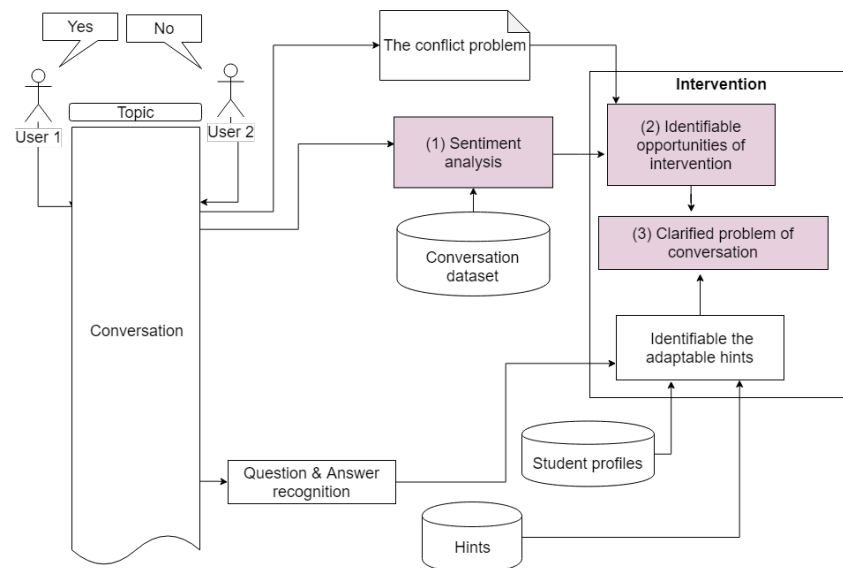 Yes
No
The conflict problem
Intervention
User 1
Topic
User 2
(1) Sentiment
analysis
(2) Identifiable
opportunities of
intervention
(3) Clarified problem of
conversation
Conversation
dataset
Conversation
Identifiable the
adaptable hints
Question & Answer
recognition
Student profiles
Hints